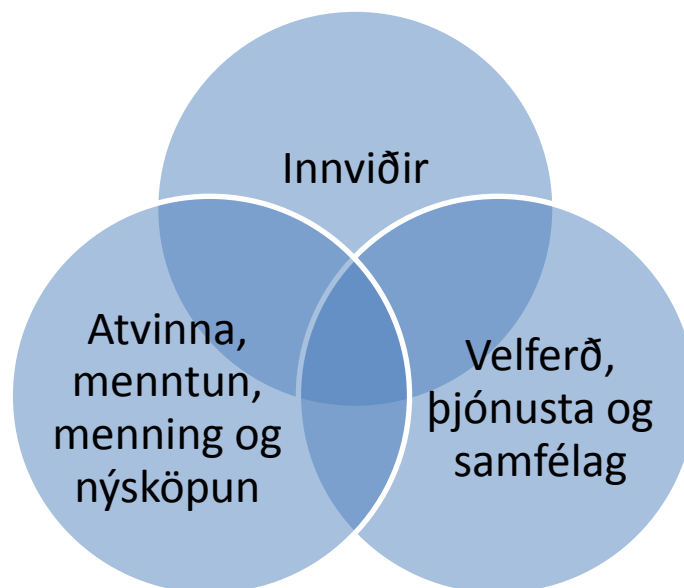 Innviðir
Atvinna,
menntun,
menning og
nýsköpun
Velferð,
þjónusta og
samfélag